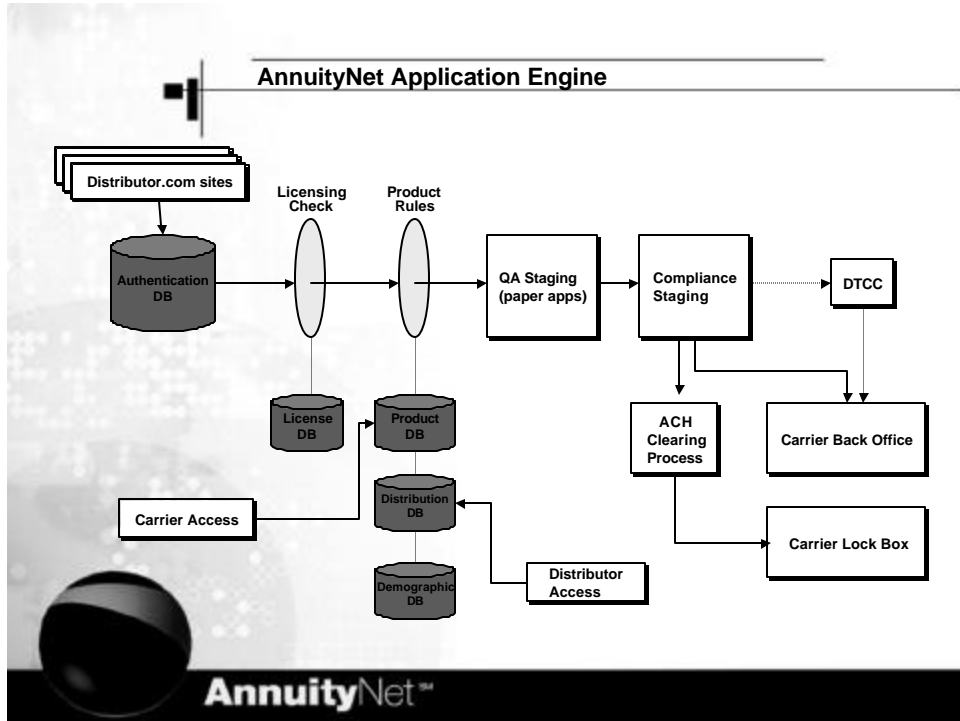 AnnuityNet Application Engine
Distributor.com sites
Licensing
Check
Product
Rules
Authentication
DB
QA Staging
(paper apps)
Compliance
Staging
DTCC
License
DB
Product
DB
ACH
Clearing
Process
Carrier Back Office
Distribution
DB
Carrier Access
Carrier Lock Box
Demographic
DB
Distributor
Access
AnnuityNet℠